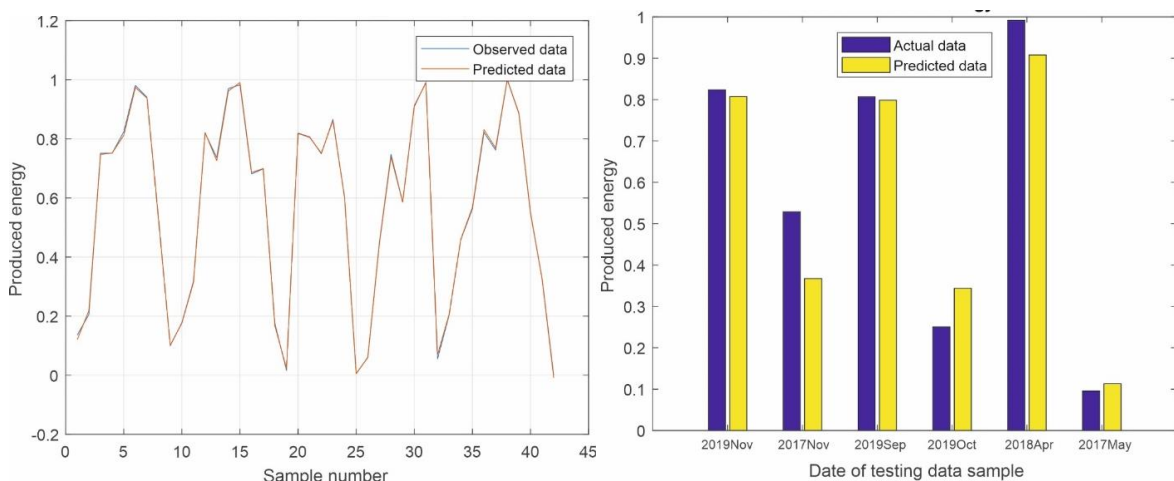 1.2
1
0.8
0.6
0.4
0.2
0
-0.2
Produced energy
Observed data
Predicted data
0 5 10 15 20 25 30 35 40 45
Sample number
1
0.9
0.8
0.7
0.6
0.5
0.4
0.3
0.2
0.1
0
Produced energy
Actual data
Predicted data
2019Nov 2017Nov 2019Sep 2019Oct 2018Apr 2017May
Date of testing data sample